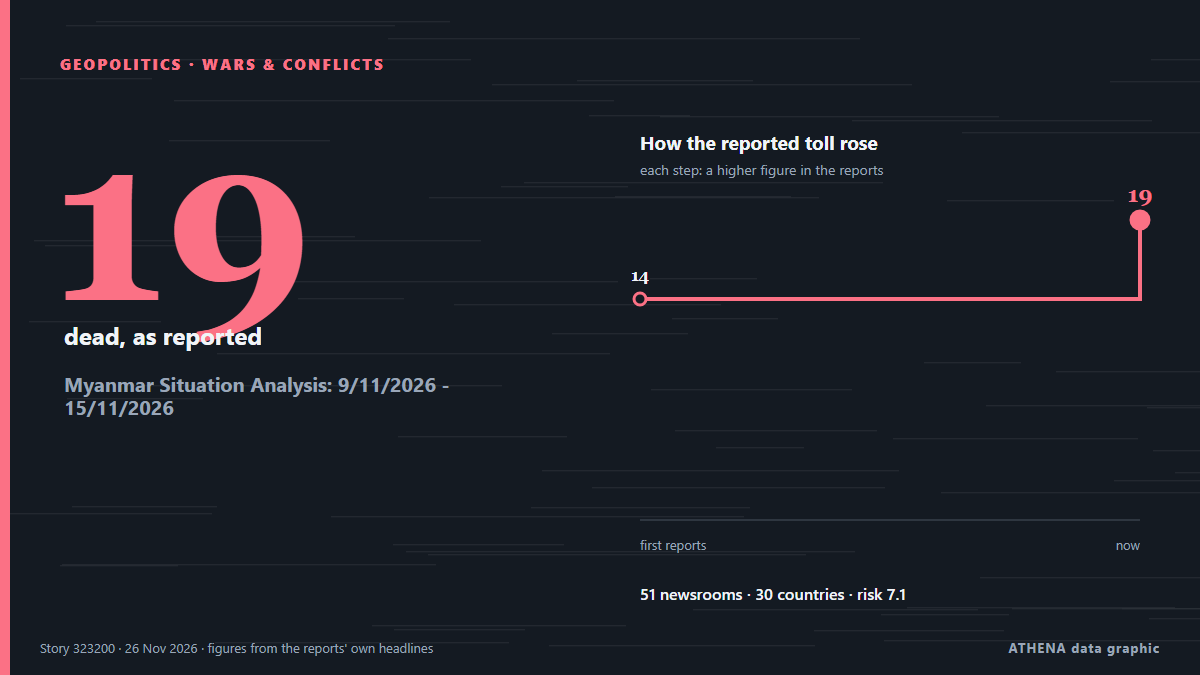 GEOPOLITICS · WARS & CONFLICTS
19
dead, as reported
Myanmar Situation Analysis: 9/11/2026 -
15/11/2026
How the reported toll rose
each step: a higher figure in the reports
19
14
first reports
now
51 newsrooms · 30 countries · risk 7.1
Story 323200 · 26 Nov 2026 · figures from the reports' own headlines
ATHENA data graphic